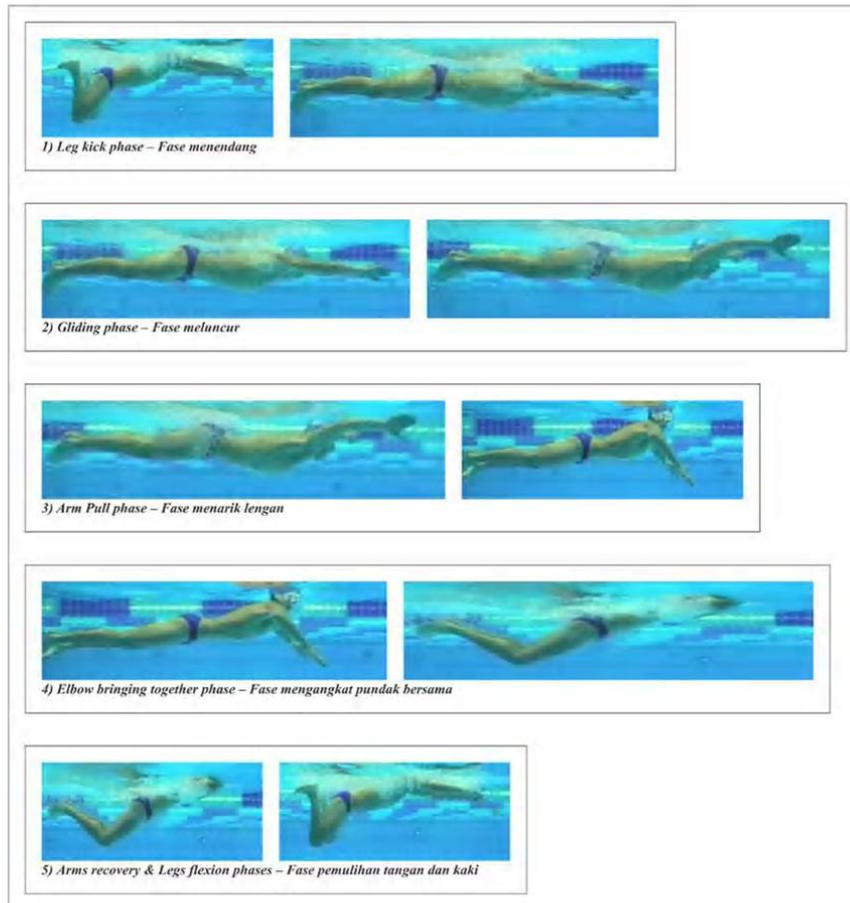 1) Leg kick phase – Fase menendang
2) Gliding phase – Fase meluncur
3) Arm Pull phase – Fase menarik lengan
4) Elbow bringing together phase – Fase mengangkat pundak bersama
5) Arms recovery & Legs flexion phases – Fase pemulihan tangan dan kaki